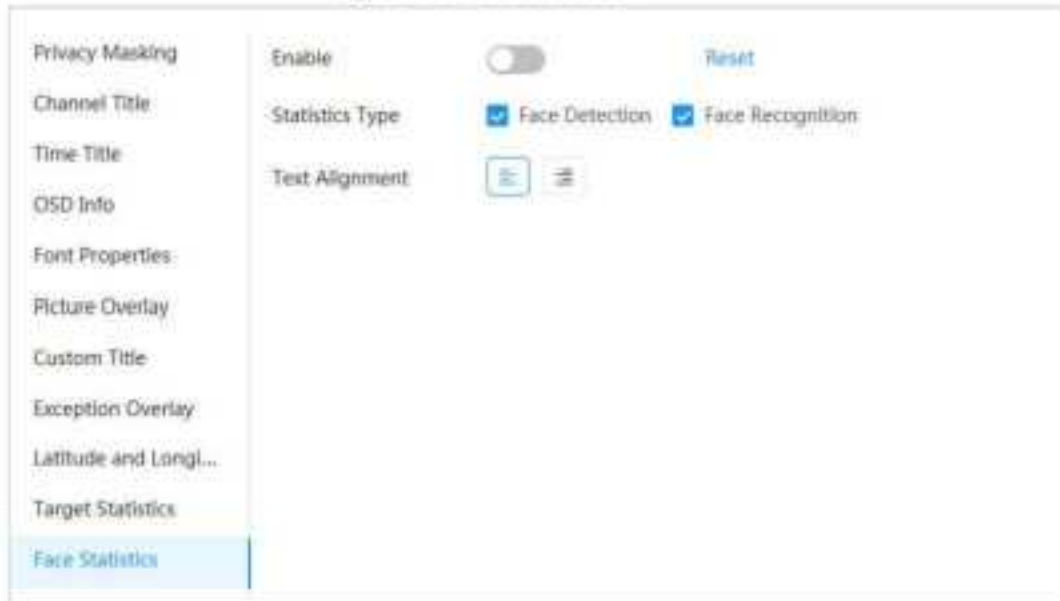 Privacy Masking
Channel Title
Time Title
OSD Info
Font Properties
Picture Overlay
Custom Title
Exception Overlay
Latitude and Longi...
Target Statistics
Face Statistics
Enable Reset
Statistics Type Face Detection Face Recognition
Text Alignment